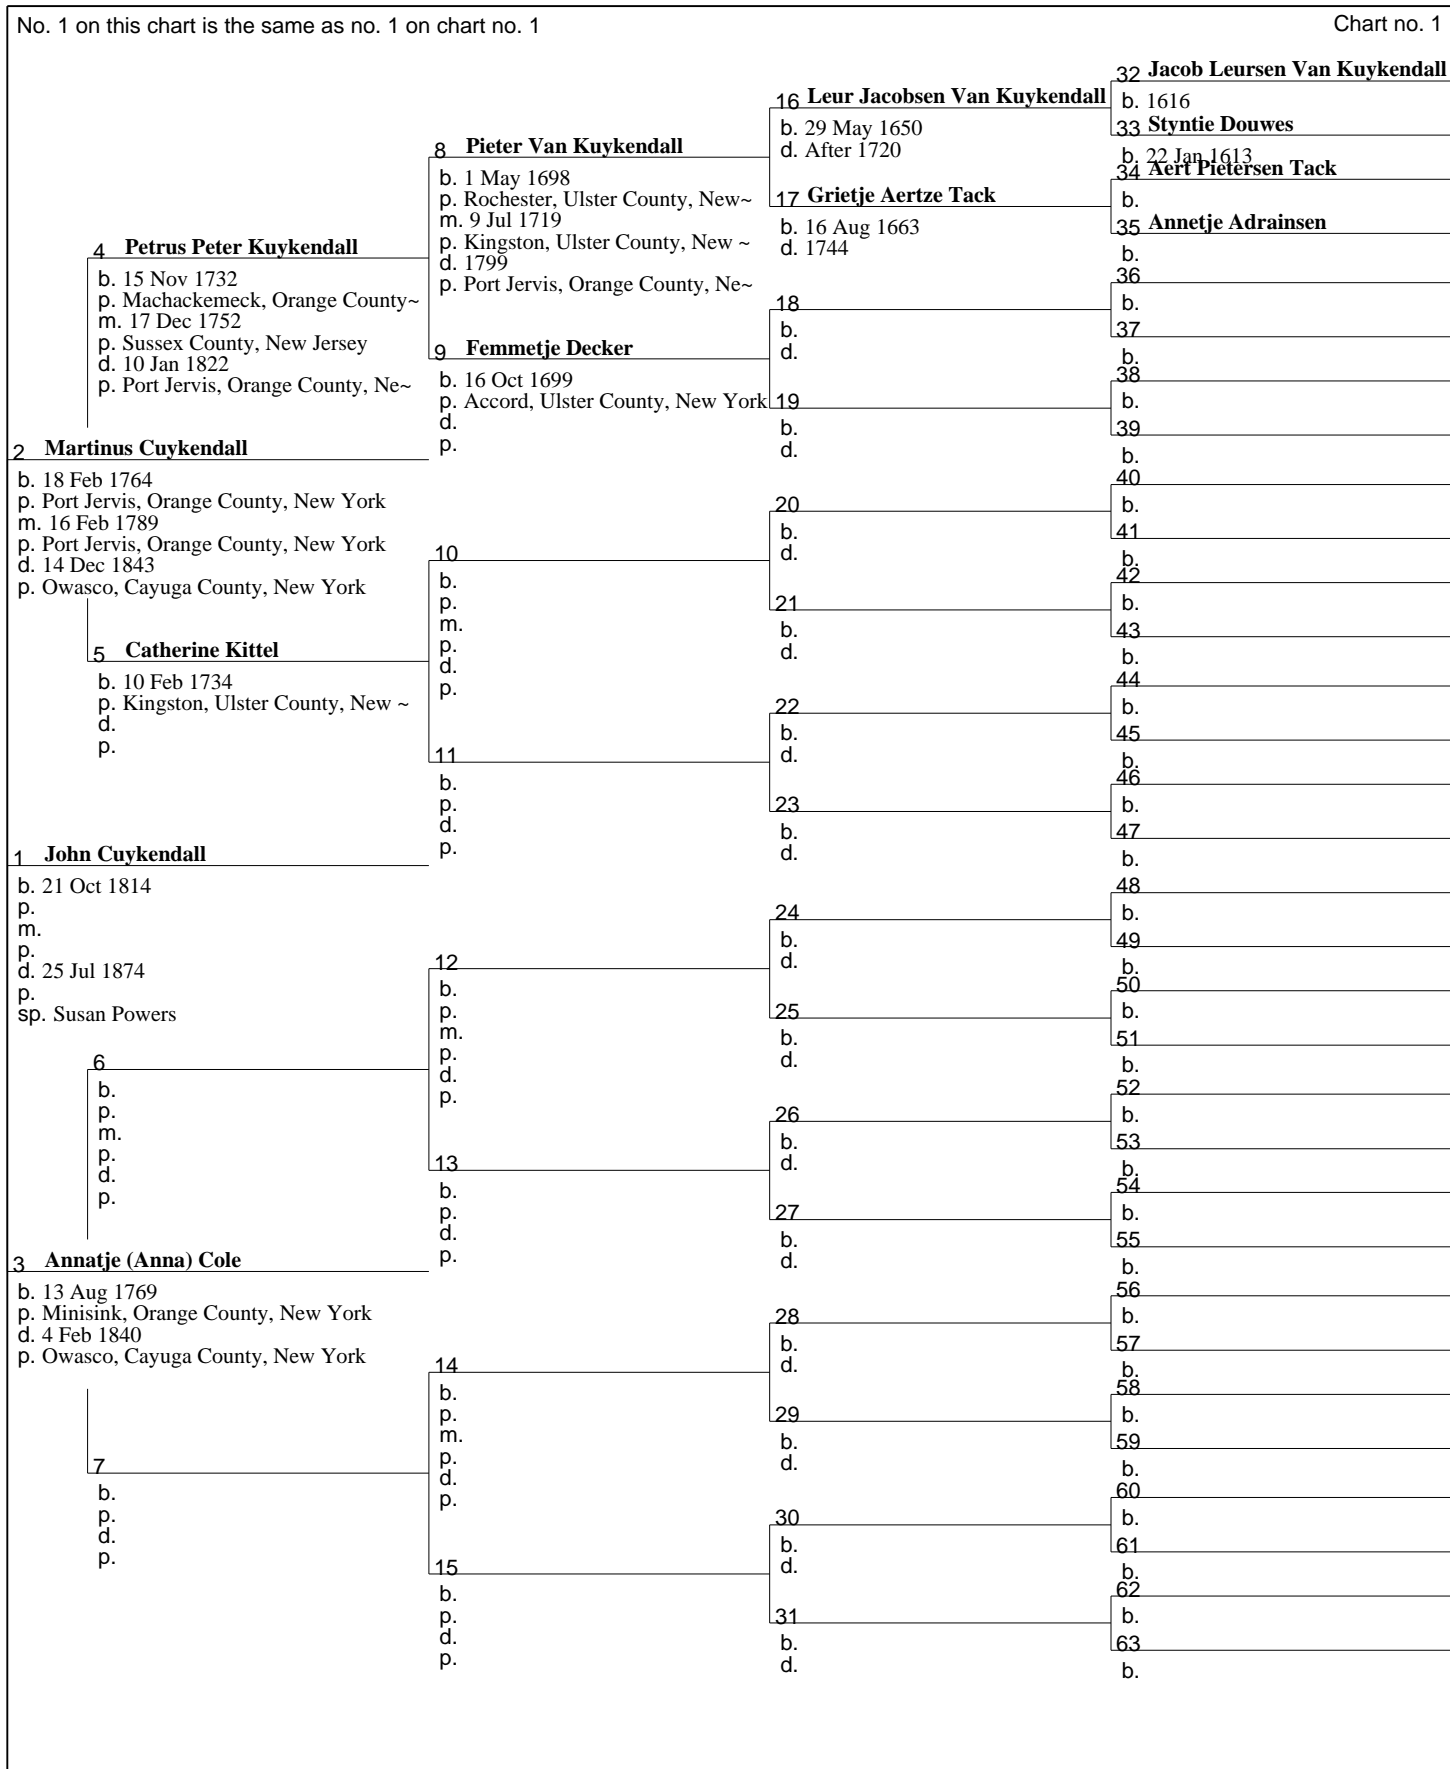 No. 1 on this chart is the same as no. 1 on chart no. 1
Chart no. 1
1 John Cuykendall
b. 21 Oct 1814
p.
m.
p.
d. 25 Jul 1874
p.
sp. Susan Powers
2 Martinus Cuykendall
b. 18 Feb 1764
p. Port Jervis, Orange County, New York
m. 16 Feb 1789
p. Port Jervis, Orange County, New York
d. 14 Dec 1843
p. Owasco, Cayuga County, New York
3 Annatje (Anna) Cole
b. 13 Aug 1769
p. Minisink, Orange County, New York
d. 4 Feb 1840
p. Owasco, Cayuga County, New York
4 Petrus Peter Kuykendall
b. 15 Nov 1732
p. Machackemeck, Orange County~
m. 17 Dec 1752
p. Sussex County, New Jersey
d. 10 Jan 1822
p. Port Jervis, Orange County, Ne~
5 Catherine Kittel
b. 10 Feb 1734
p. Kingston, Ulster County, New ~
d.
p.
6
b.
p.
m.
p.
d.
p.
7
b.
p.
d.
p.
8 Pieter Van Kuykendall
b. 1 May 1698
p. Rochester, Ulster County, New~
m. 9 Jul 1719
p. Kingston, Ulster County, New ~
d. 1799
p. Port Jervis, Orange County, Ne~
9 Femmetje Decker
b. 16 Oct 1699
p. Accord, Ulster County, New York
d.
p.
10
b.
p.
m.
p.
d.
p.
11
b.
p.
d.
p.
12
b.
p.
m.
p.
d.
p.
13
b.
p.
d.
p.
14
b.
p.
m.
p.
d.
p.
15
b.
p.
d.
p.
16 Leur Jacobsen Van Kuykendall
b. 29 May 1650
d. After 1720
17 Grietje Aertze Tack
b. 16 Aug 1663
d. 1744
18
b.
d.
19
b.
d.
20
b.
d.
21
b.
d.
22
b.
d.
23
b.
d.
24
b.
d.
25
b.
d.
26
b.
d.
27
b.
d.
28
b.
d.
29
b.
d.
30
b.
d.
31
b.
d.
32 Jacob Leursen Van Kuykendall
b. 1616
33 Styntie Douwes
b. 22 Jan 1613
34 Aert Pietersen Tack
b.
35 Annetje Adrainsen
b.
36
b.
37
b.
38
b.
39
b.
40
b.
41
b.
42
b.
43
b.
44
b.
45
b.
46
b.
47
b.
48
b.
49
b.
50
b.
51
b.
52
b.
53
b.
54
b.
55
b.
56
b.
57
b.
58
b.
59
b.
60
b.
61
b.
62
b.
63
b.